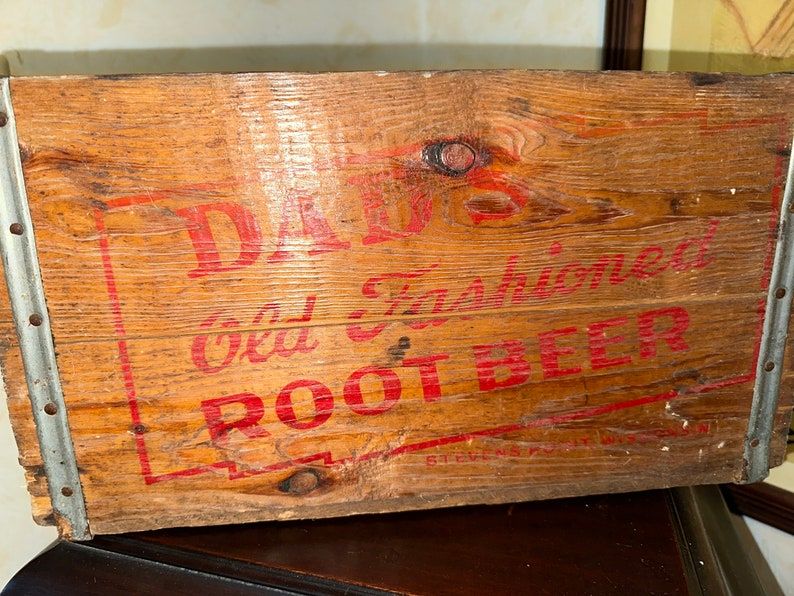 DAD'S
Old Fashioned
ROOT BEER
STEVENS POINT, WISCONSIN